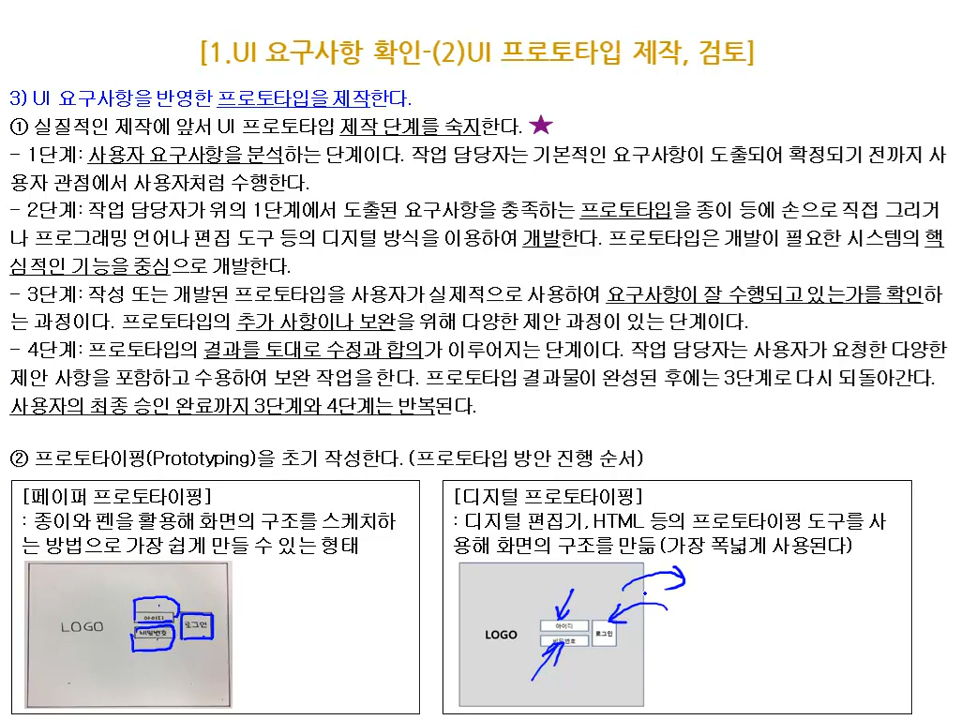 [1.UI 요구사항 확인-(2)UI 프로토타입 제작, 검토]
3) UI 요구사항을 반영한 프로토타입을 제작한다.
① 실질적인 제작에 앞서 UI 프로토타입 제작 단계를 숙지한다. ★
- 1단계: 사용자 요구사항을 분석하는 단계이다. 작업 담당자는 기본적인 요구사항이 도출되어 확정되기 전까지 사
용자 관점에서 사용자처럼 수행한다.
- 2단계: 작업 담당자가 위의 1단계에서 도출된 요구사항을 충족하는 프로토타입을 종이 등에 손으로 직접 그리거
나 프로그래밍 언어나 편집 도구 등의 디지털 방식을 이용하여 개발한다. 프로토타입은 개발이 필요한 시스템의 핵
심적인 기능을 중심으로 개발한다.
- 3단계: 작성 또는 개발된 프로토타입을 사용자가 실제적으로 사용하여 요구사항이 잘 수행되고 있는가를 확인하
는 과정이다. 프로토타입의 추가 사항이나 보완을 위해 다양한 제안 과정이 있는 단계이다.
- 4단계: 프로토타입의 결과를 토대로 수정과 합의가 이루어지는 단계이다. 작업 담당자는 사용자가 요청한 다양한
제안 사항을 포함하고 수용하여 보완 작업을 한다. 프로토타입 결과물이 완성된 후에는 3단계로 다시 되돌아간다.
사용자의 최종 승인 완료까지 3단계와 4단계는 반복된다.
② 프로토타이핑(Prototyping)을 초기 작성한다. (프로토타입 방안 진행 순서)
[페이퍼 프로토타이핑]
: 종이와 펜을 활용해 화면의 구조를 스케치하
는 방법으로 가장 쉽게 만들 수 있는 형태
LOGO
아이디
비밀번호
로그인
[디지털 프로토타이핑]
: 디지털 편집기, HTML 등의 프로토타이핑 도구를 사
용해 화면의 구조를 만듦 (가장 폭넓게 사용된다)
LOGO
아이디
비밀번호
로그인